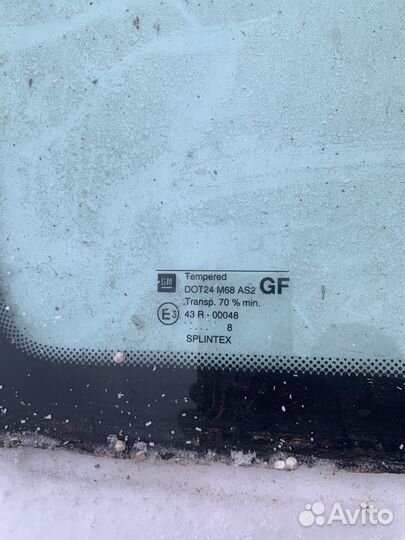 Tempered
GM DOT24 M68 AS2 GF
Transp. 70 % min.
E3 43 R - 00048
. . . . . 8
SPLINTEX
Avito